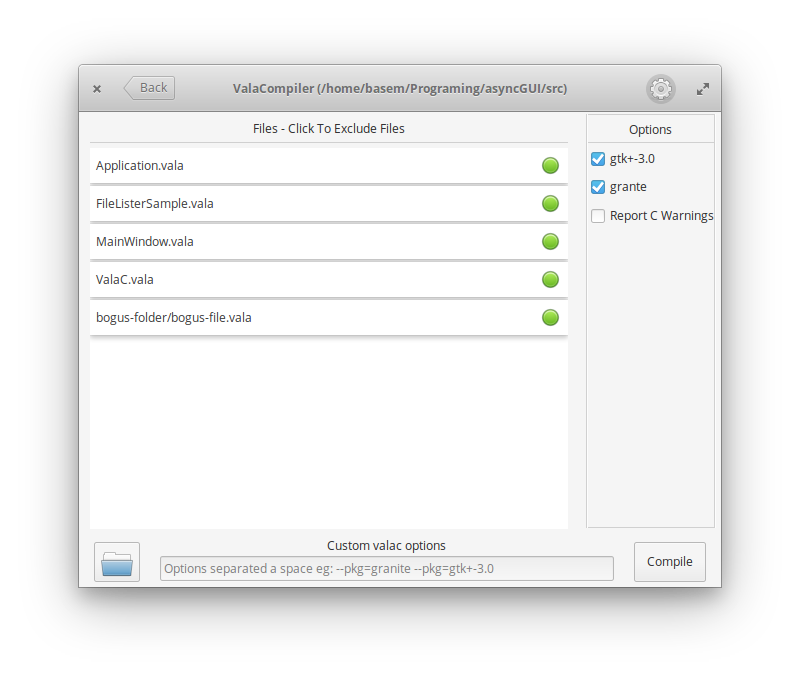 Back
ValaCompiler (/home/basem/Programing/asyncGUI/src)
Files - Click To Exclude Files
Application.vala
FileListerSample.vala
MainWindow.vala
ValaC.vala
bogus-folder/bogus-file.vala
Options
gtk+-3.0
grante
Report C Warnings
Custom valac options
Options separated a space eg: --pkg=granite --pkg=gtk+-3.0
Compile